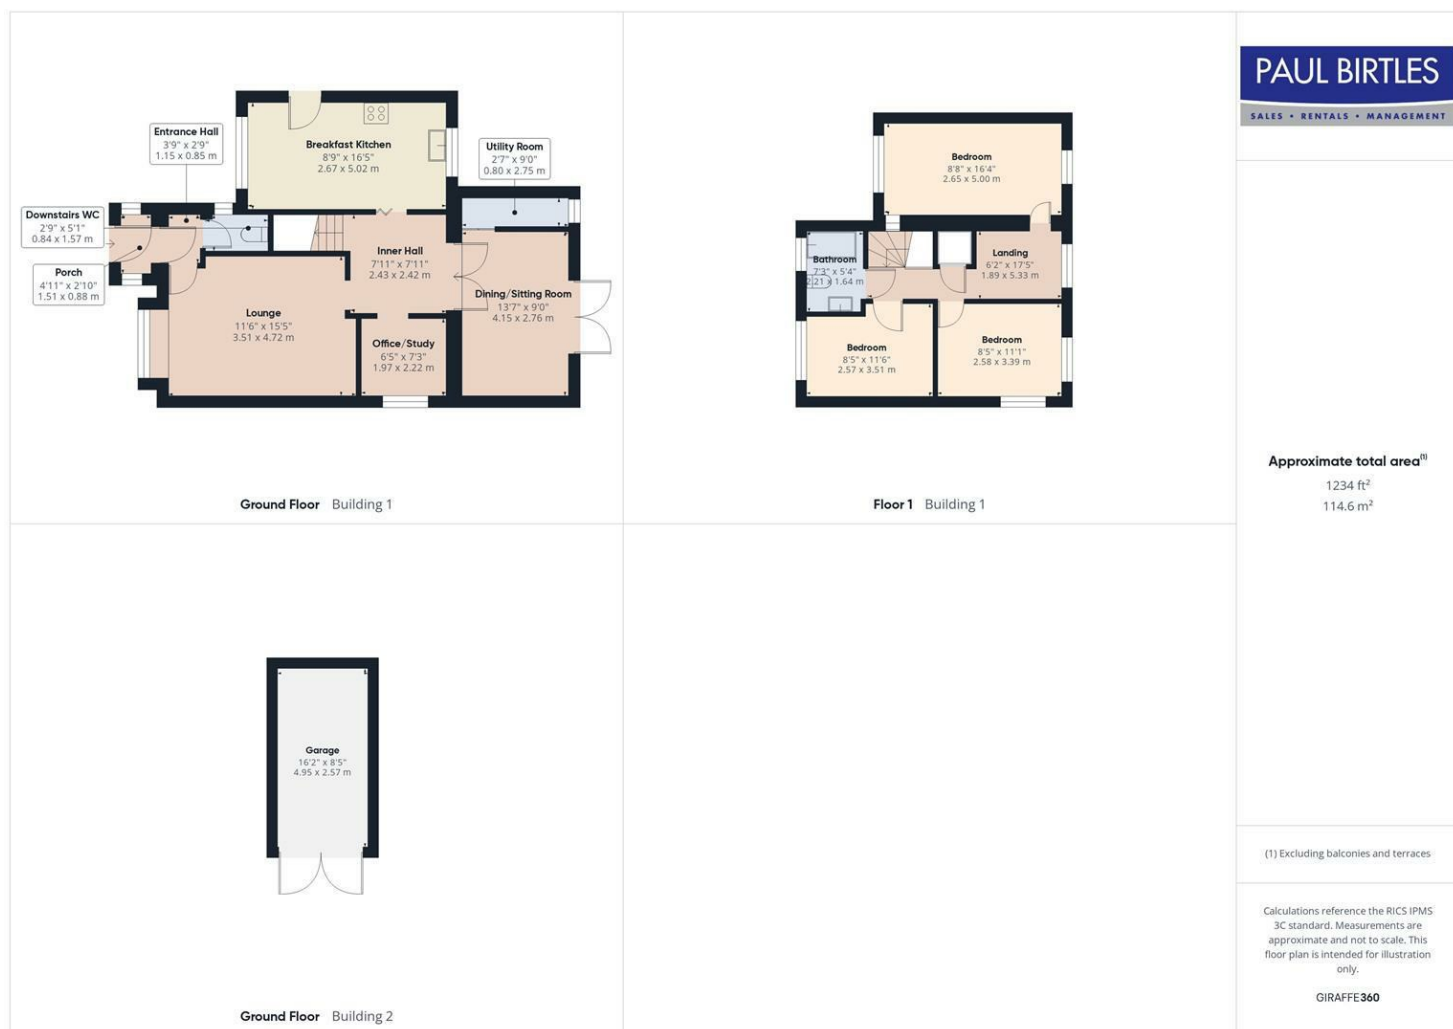 Entrance Hall
3'9" x 2'9"
1.15 x 0.85 m
Breakfast Kitchen
8'9" x 16'5"
2.67 x 5.02 m
Utility Room
2'7" x 9'0"
0.80 x 2.75 m
Downstairs WC
2'9" x 5'1"
0.84 x 1.57 m
Porch
4'11" x 2'10"
1.51 x 0.88 m
Inner Hall
7'11" x 7'11"
2.43 x 2.42 m
Dining/Sitting Room
13'7" x 9'0"
4.15 x 2.76 m
Lounge
11'6" x 15'5"
3.51 x 4.72 m
Office/Study
6'5" x 7'3"
1.97 x 2.22 m
Ground Floor Building 1
Bedroom
8'8" x 16'4"
2.65 x 5.00 m
Bathroom
7'3" x 5'4"
2.21 x 1.64 m
Landing
6'2" x 17'5"
1.89 x 5.33 m
Bedroom
8'5" x 11'6"
2.57 x 3.51 m
Bedroom
8'5" x 11'1"
2.58 x 3.39 m
Floor 1 Building 1
Garage
16'2" x 8'5"
4.95 x 2.57 m
Ground Floor Building 2
PAUL BIRTLES
SALES • RENTALS • MANAGEMENT
Approximate total area(1)
1234 ft²
114.6 m²
(1) Excluding balconies and terraces
Calculations reference the RICS IPMS
3C standard. Measurements are
approximate and not to scale. This
floor plan is intended for illustration
only.
GIRAFFE360